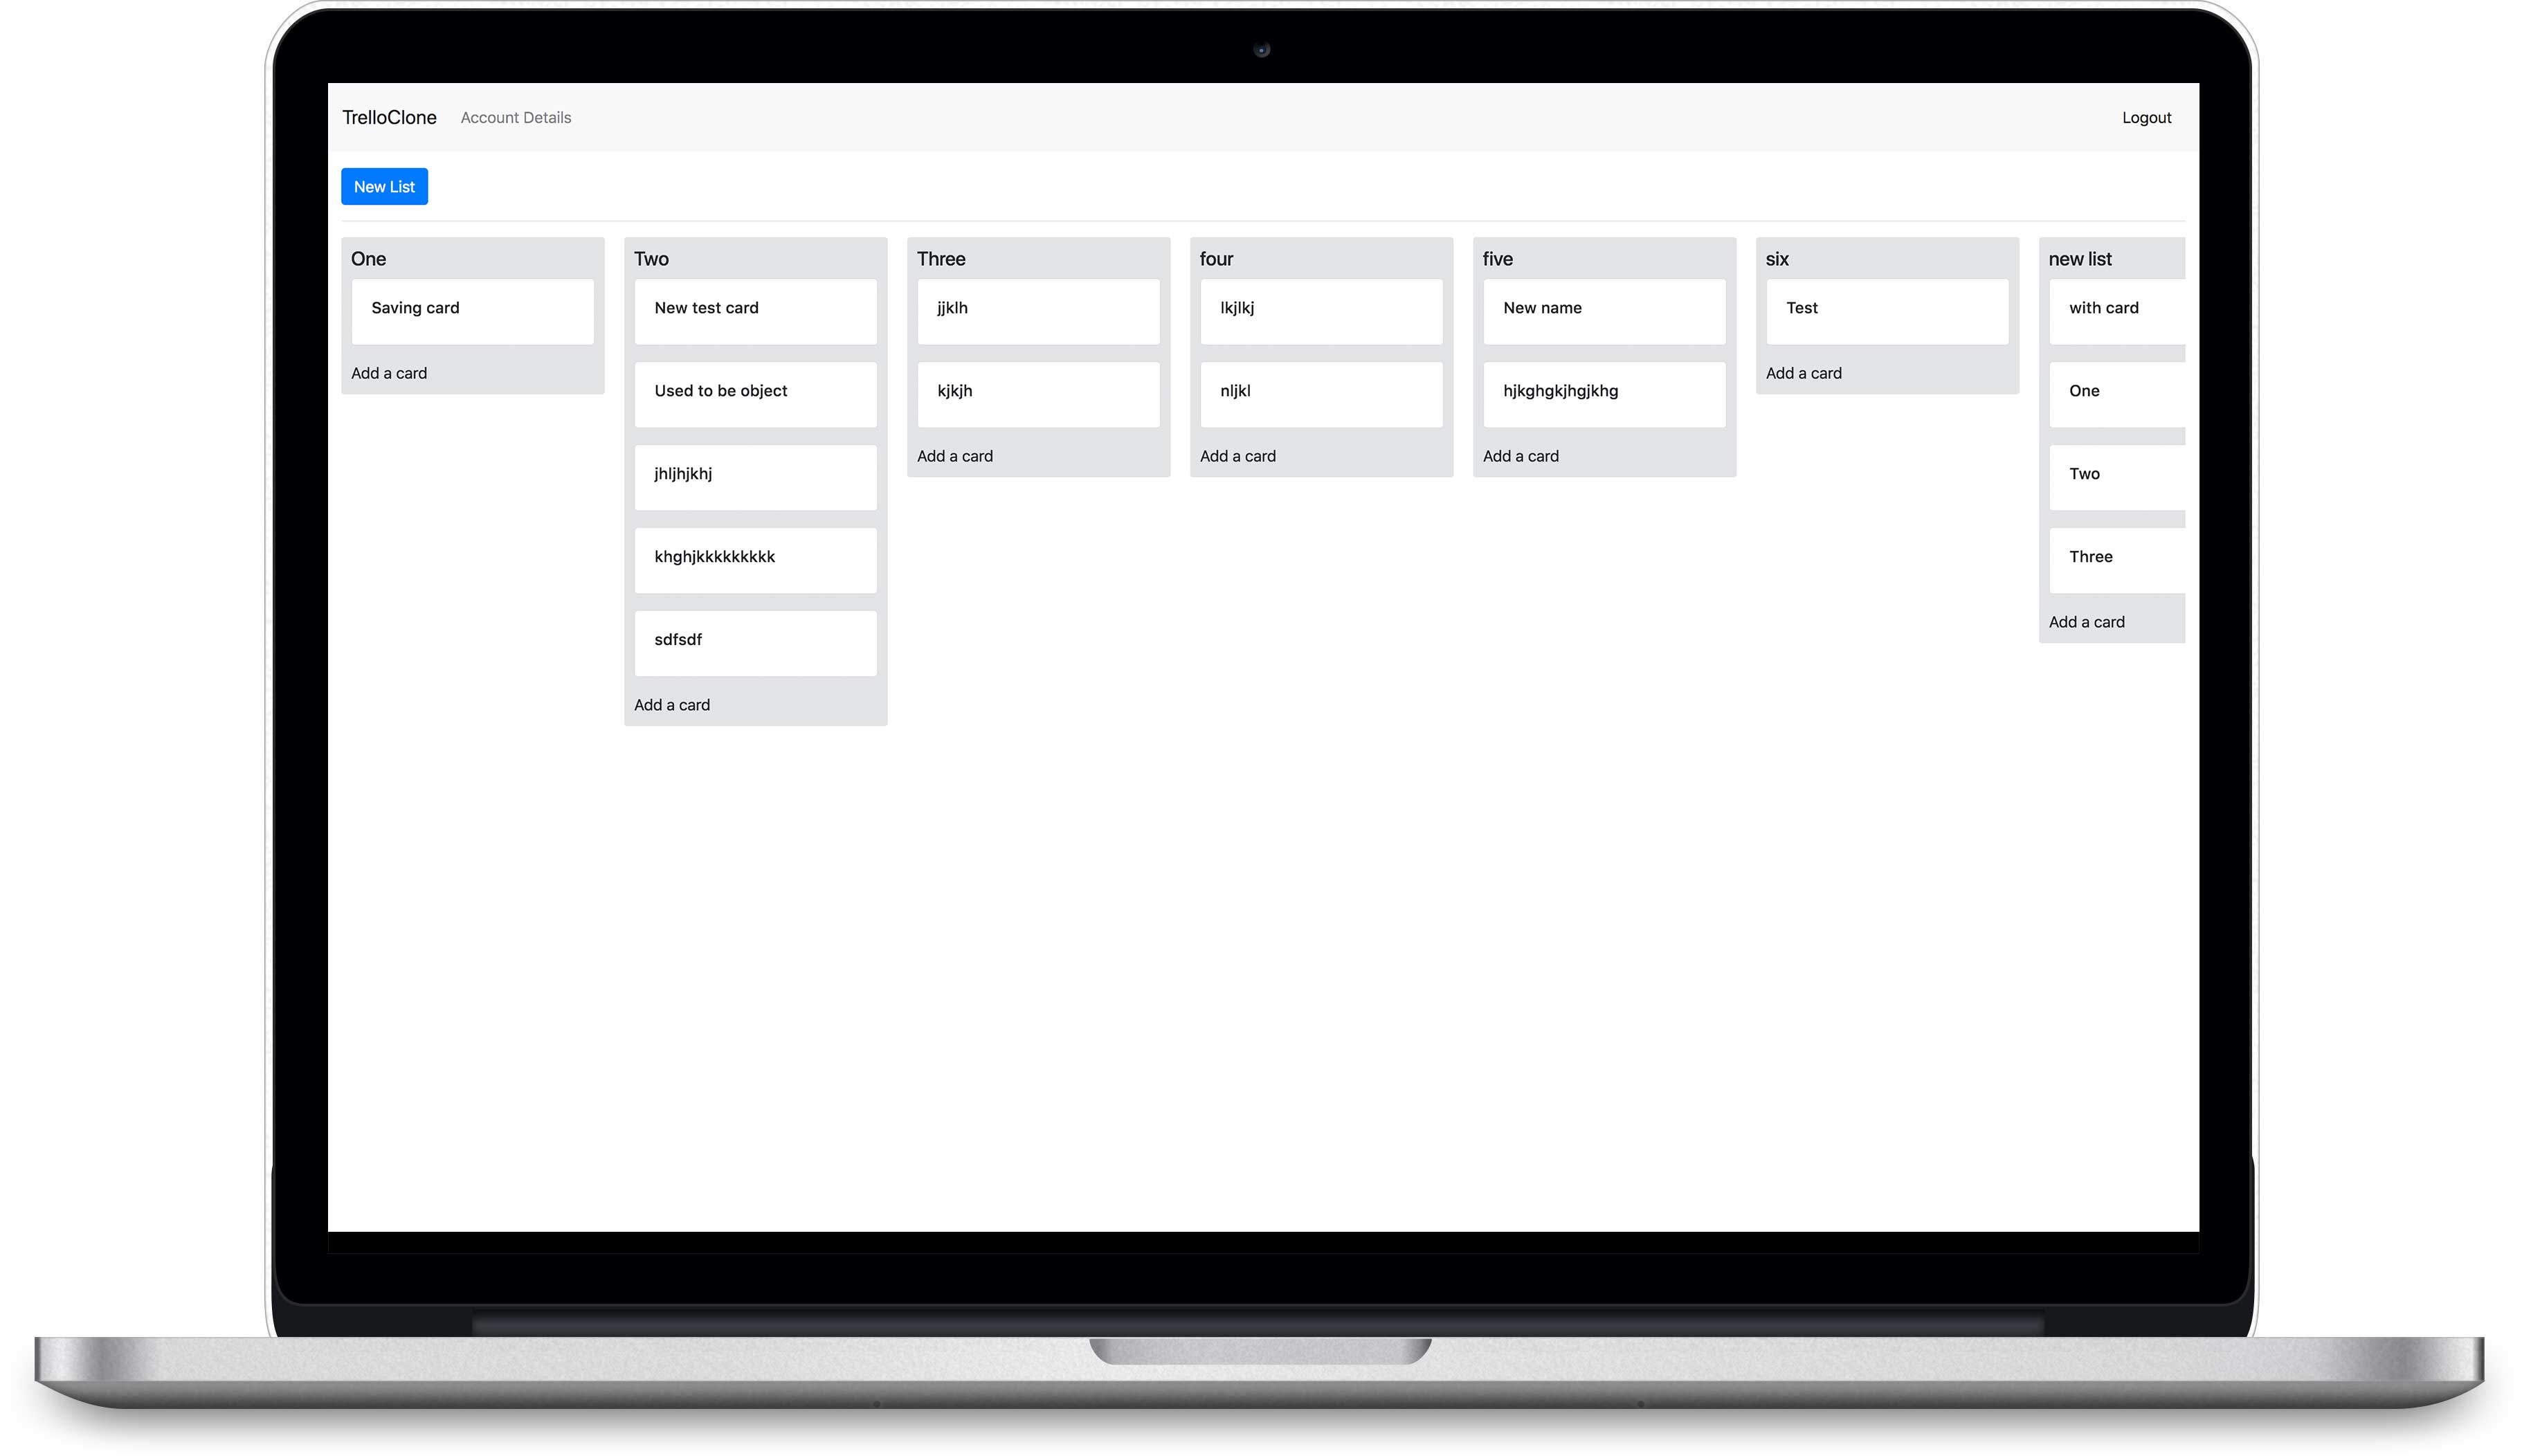 TrelloClone
Account Details
Logout
New List
One
Saving card
Add a card
Two
New test card
Used to be object
jhljhjkhj
khghjkkkkkkkkk
sdfsdf
Add a card
Three
jjklh
kjkjh
Add a card
four
lkjlkj
nljkl
Add a card
five
New name
hjkghgkjhgjkhg
Add a card
six
Test
Add a card
new list
with card
One
Two
Three
Add a card